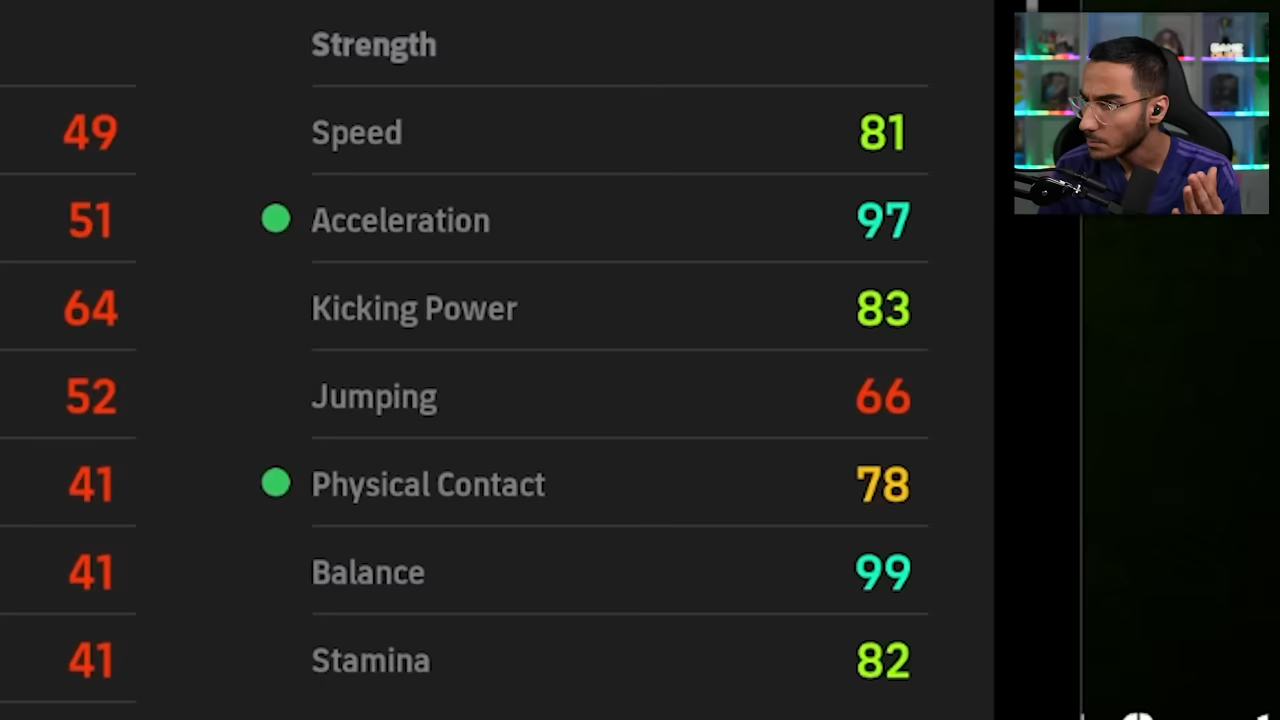 Strength
49
Speed 81
51
Acceleration 97
64
Kicking Power 83
52
Jumping 66
41
Physical Contact 78
41
Balance 99
41
Stamina 82
GAME